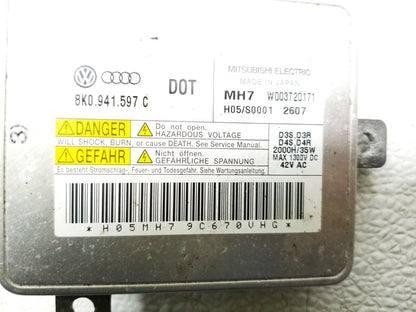 MITSUBISHI ELECTRIC
MADE IN JAPAN
DOT
8K0.941.597 C
MH7 W003T20171
H05/S0001 2607
DANGER Do not open. HAZARDOUS VOLTAGE
WILL SHOCK, BURN, or cause DEATH. See Service Manual.
GEFAHR Nicht öffnen. GEFÄHRLICHE SPANNUNG
Es besteht Stromschlag-, Feuer- und Todesgefahr. Siehe Wartungsanleitung.
D3S,D3R
D4S,D4R
2000H/35W
MAX 1300V DC
42V AC
*H05MH79C670VHG*
3)